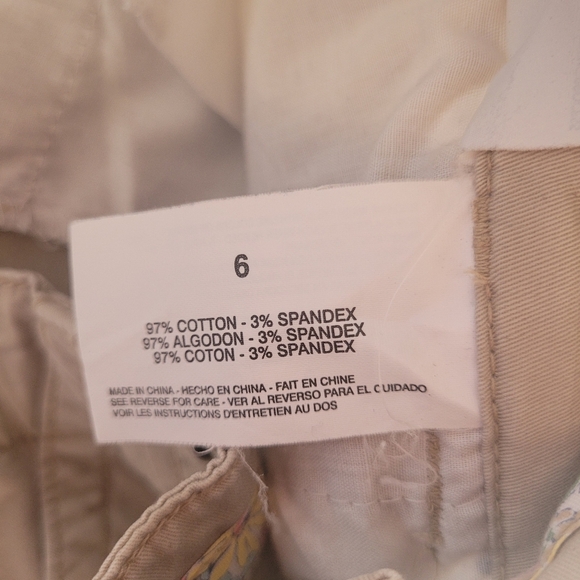 6
97% COTTON - 3% SPANDEX
97% ALGODON - 3% SPANDEX
97% COTON - 3% SPANDEX
MADE IN CHINA - HECHO EN CHINA - FAIT EN CHINE
SEE REVERSE FOR CARE - VER AL REVERSO PARA EL CUIDADO
VOIR LES INSTRUCTIONS D'ENTRETIEN AU DOS